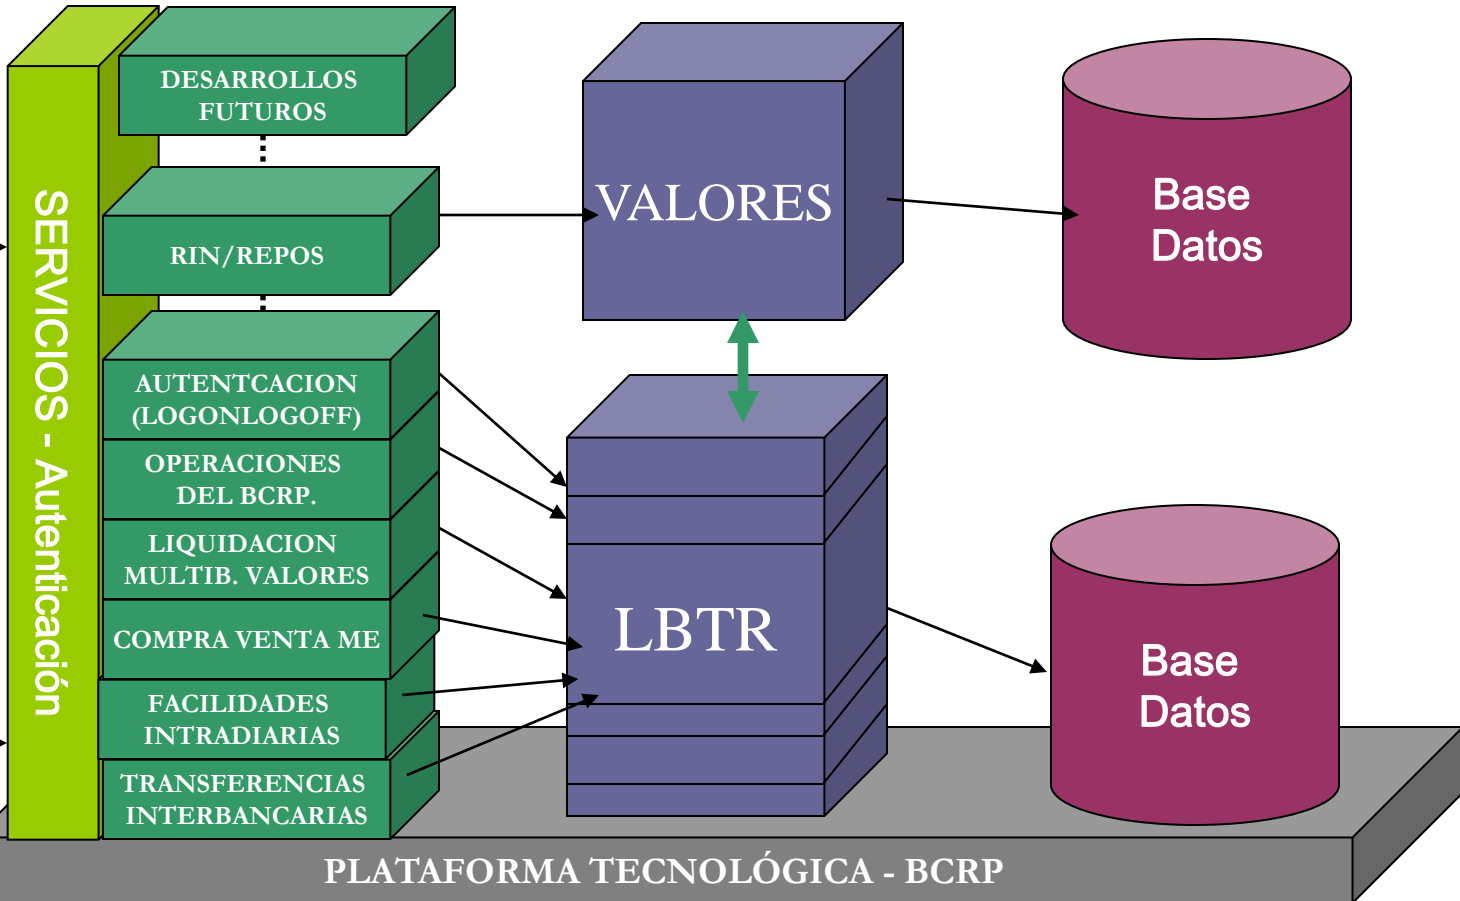 SERVICIOS - Autenticación
DESARROLLOS
FUTUROS
RIN/REPOS
AUTENTCACION
(LOGONLOGOFF)
OPERACIONES
DEL BCRP.
LIQUIDACION
MULTIB. VALORES
COMPRA VENTA ME
FACILIDADES
INTRADIARIAS
TRANSFERENCIAS
INTERBANCARIAS
VALORES
LBTR
Base
Datos
Base
Datos
PLATAFORMA TECNOLÓGICA - BCRP